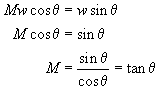 Mw cos θ = w sin θ
M cos θ = sin θ
M = sin θ / cos θ = tan θ